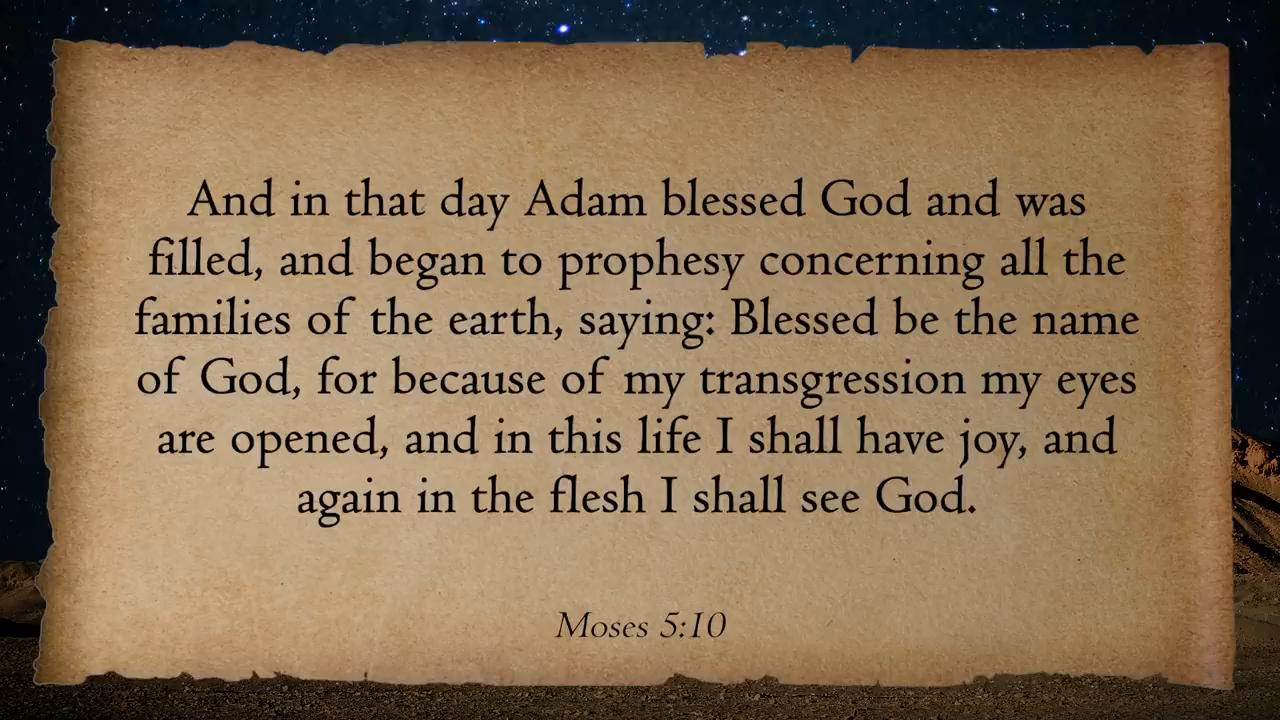 And in that day Adam blessed God and was
filled, and began to prophesy concerning all the
families of the earth, saying: Blessed be the name
of God, for because of my transgression my eyes
are opened, and in this life I shall have joy, and
again in the flesh I shall see God.
Moses 5:10